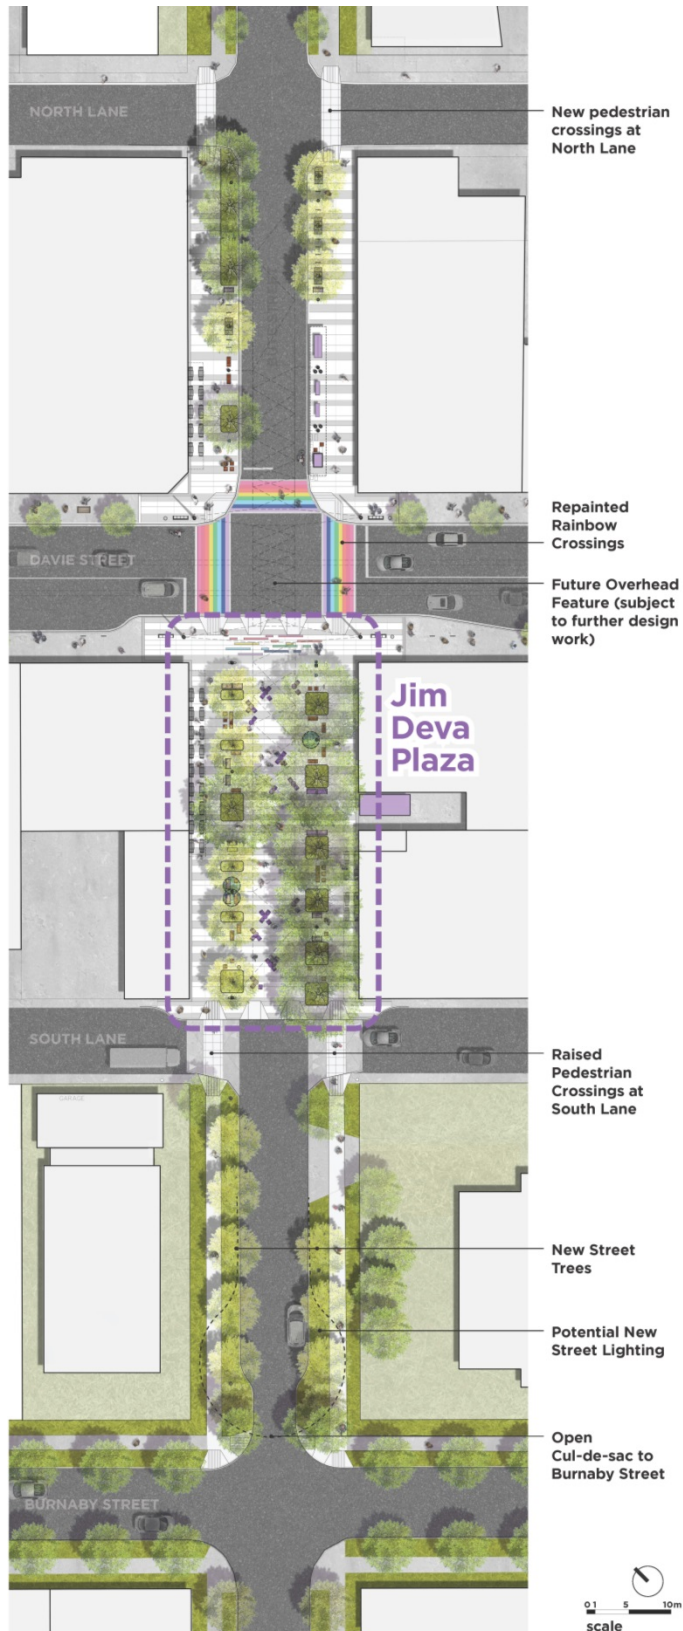 NORTH LANE
New pedestrian
crossings at
North Lane
Repainted
Rainbow
Crossings
DAVIE STREET
Future Overhead
Feature (subject
to further design
work)
Jim
Deva
Plaza
SOUTH LANE
Raised
Pedestrian
Crossings at
South Lane
GARAGE
New Street
Trees
Potential New
Street Lighting
Open
Cul-de-sac to
Burnaby Street
BURNABY STREET
0 1 5 10m
scale